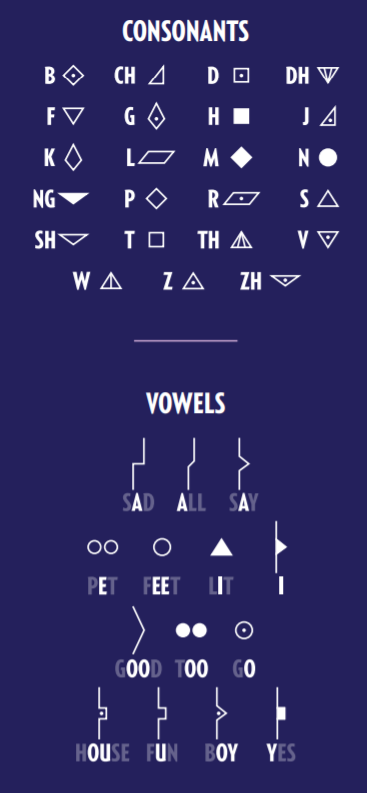 CONSONANTS
B CH D DH
F G H J
K L M N
NG P R S
SH T TH V
W Z ZH
VOWELS
SAD ALL SAY
PET FEET LIT I
GOOD TOO GO
HOUSE FUN BOY YES